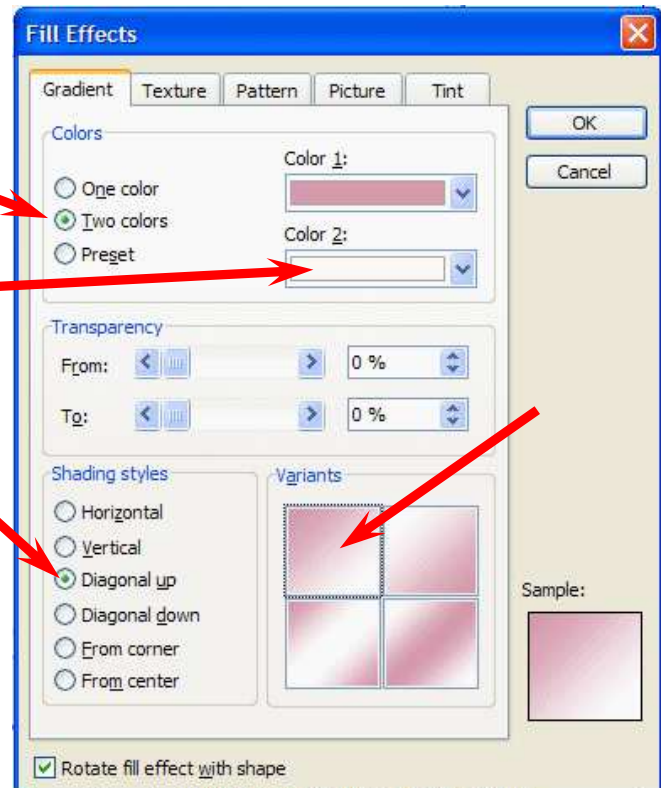 Fill Effects
Gradient Texture Pattern Picture Tint
OK
Cancel
Colors
One color
Two colors
Preset
Color 1:
Color 2:
Transparency
From: 0 %
To: 0 %
Shading styles
Horizontal
Vertical
Diagonal up
Diagonal down
From corner
From center
Variants
Sample:
Rotate fill effect with shape